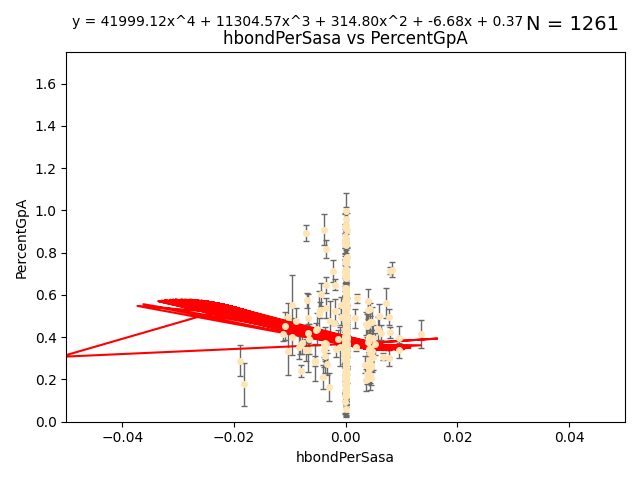 y = 41999.12x^4 + 11304.57x^3 + 314.80x^2 + -6.68x + 0.37
N = 1261
hbondPerSasa vs PercentGpA
1.6
1.4
1.2
1.0
0.8
0.6
0.4
0.2
0.0
PercentGpA
−0.04 −0.02 0.00 0.02 0.04
hbondPerSasa